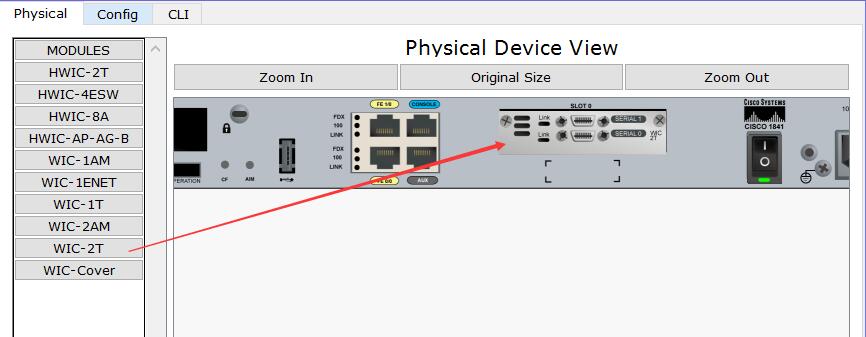 Physical
Config
CLI
MODULES
HWIC-2T
HWIC-4ESW
HWIC-8A
HWIC-AP-AG-B
WIC-1AM
WIC-1ENET
WIC-1T
WIC-2AM
WIC-2T
WIC-Cover
Physical Device View
Zoom In
Original Size
Zoom Out
FE 1/0
CONSOLE
FDX
100
LINK
FDX
100
LINK
FE 0/0
AUX
PERATION
CF
AIM
SLOT 0
Link
SERIAL 1
Link
SERIAL 0
WIC
2T
CISCO SYSTEMS
CISCO 1841
I
O
10